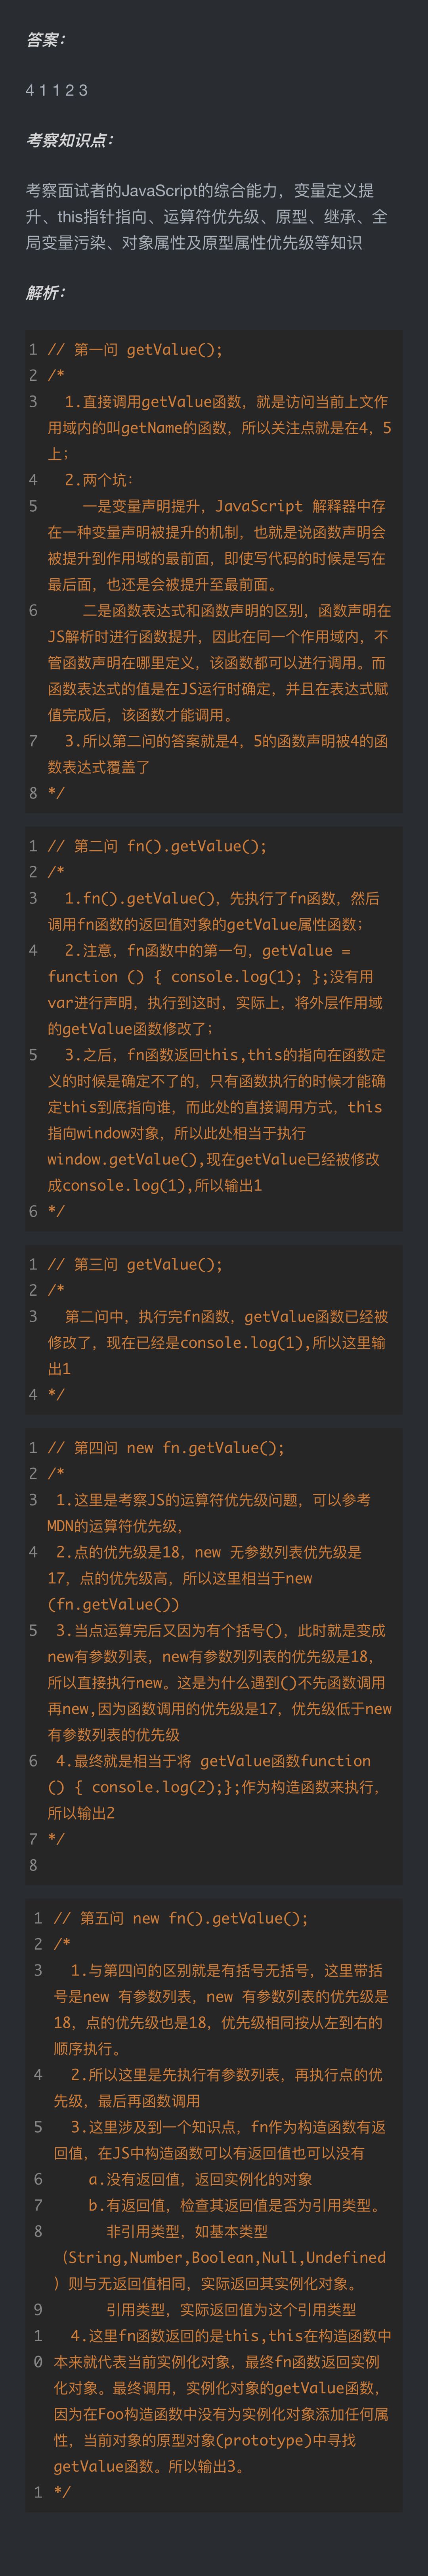 答案：
4 1 1 2 3
考察知识点：
考察面试者的JavaScript的综合能力，变量定义提
升、this指针指向、运算符优先级、原型、继承、全
局变量污染、对象属性及原型属性优先级等知识
解析：
1 // 第一问 getValue();
2 /*
3 1.直接调用getValue函数，就是访问当前上文作
用域内的叫getName的函数，所以关注点就是在4，5
上；
4 2.两个坑：
5 一是变量声明提升，JavaScript 解释器中存
在一种变量声明被提升的机制，也就是说函数声明会
被提升到作用域的最前面，即使写代码的时候是写在
最后面，也还是会被提升至最前面。
6 二是函数表达式和函数声明的区别，函数声明在
JS解析时进行函数提升，因此在同一个作用域内，不
管函数声明在哪里定义，该函数都可以进行调用。而
函数表达式的值是在JS运行时确定，并且在表达式赋
值完成后，该函数才能调用。
7 3.所以第二问的答案就是4，5的函数声明被4的函
数表达式覆盖了
8 */
1 // 第二问 fn().getValue();
2 /*
3 1.fn().getValue()，先执行了fn函数，然后
调用fn函数的返回值对象的getValue属性函数；
4 2.注意，fn函数中的第一句，getValue =
function () { console.log(1); };没有用
var进行声明，执行到这时，实际上，将外层作用域
的getValue函数修改了；
5 3.之后，fn函数返回this,this的指向在函数定
义的时候是确定不了的，只有函数执行的时候才能确
定this到底指向谁，而此处的直接调用方式，this
指向window对象，所以此处相当于执行
window.getValue(),现在getValue已经被修改
成console.log(1),所以输出1
6 */
1 // 第三问 getValue();
2 /*
3 第二问中，执行完fn函数，getValue函数已经被
修改了，现在已经是console.log(1),所以这里输
出1
4 */
1 // 第四问 new fn.getValue();
2 /*
3 1.这里是考察JS的运算符优先级问题，可以参考
MDN的运算符优先级，
4 2.点的优先级是18，new 无参数列表优先级是
17，点的优先级高，所以这里相当于new
(fn.getValue())
5 3.当点运算完后又因为有个括号()，此时就是变成
new有参数列表，new有参数列列表的优先级是18，
所以直接执行new。这是为什么遇到()不先函数调用
再new,因为函数调用的优先级是17，优先级低于new
有参数列表的优先级
6 4.最终就是相当于将 getValue函数function
() { console.log(2);};作为构造函数来执行，
所以输出2
7 */
8
1 // 第五问 new fn().getValue();
2 /*
3 1.与第四问的区别就是有括号无括号，这里带括
号是new 有参数列表，new 有参数列表的优先级是
18，点的优先级也是18，优先级相同按从左到右的
顺序执行。
4 2.所以这里是先执行有参数列表，再执行点的优
先级，最后再函数调用
5 3.这里涉及到一个知识点，fn作为构造函数有返
回值，在JS中构造函数可以有返回值也可以没有
6 a.没有返回值，返回实例化的对象
7 b.有返回值，检查其返回值是否为引用类型。
8 非引用类型，如基本类型
（String,Number,Boolean,Null,Undefined
）则与无返回值相同，实际返回其实例化对象。
9 引用类型，实际返回值为这个引用类型
1 4.这里fn函数返回的是this,this在构造函数中
0 本来就代表当前实例化对象，最终fn函数返回实例
化对象。最终调用，实例化对象的getValue函数，
因为在Foo构造函数中没有为实例化对象添加任何属
性，当前对象的原型对象(prototype)中寻找
getValue函数。所以输出3。
1 */